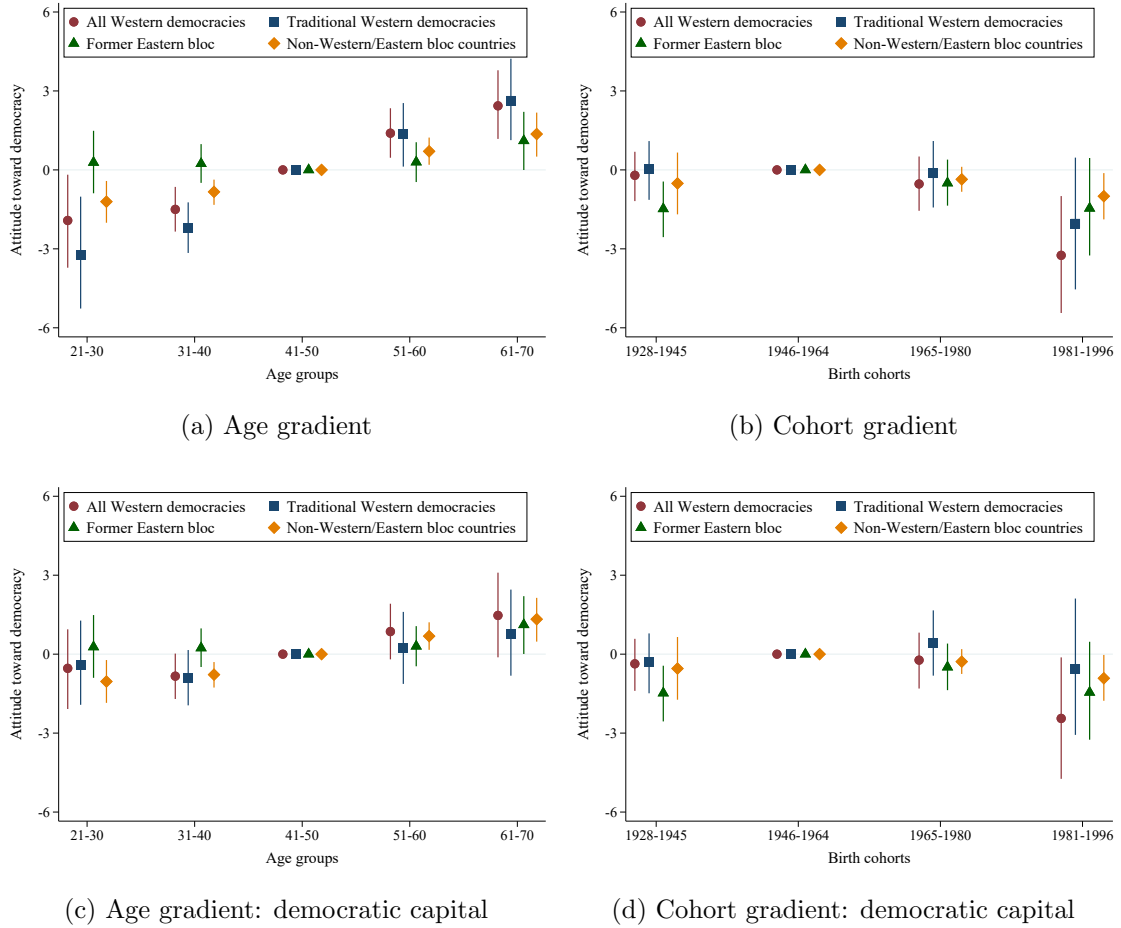 All Western democracies
Traditional Western democracies
Former Eastern bloc
Non-Western/Eastern bloc countries
6
3
0
-3
-6
Attitude toward democracy
21-30
31-40
41-50
51-60
61-70
Age groups
(a) Age gradient
All Western democracies
Traditional Western democracies
Former Eastern bloc
Non-Western/Eastern bloc countries
6
3
0
-3
-6
Attitude toward democracy
1928-1945
1946-1964
1965-1980
1981-1996
Birth cohorts
(b) Cohort gradient
All Western democracies
Traditional Western democracies
Former Eastern bloc
Non-Western/Eastern bloc countries
6
3
0
-3
-6
Attitude toward democracy
21-30
31-40
41-50
51-60
61-70
Age groups
(c) Age gradient: democratic capital
All Western democracies
Traditional Western democracies
Former Eastern bloc
Non-Western/Eastern bloc countries
6
3
0
-3
-6
Attitude toward democracy
1928-1945
1946-1964
1965-1980
1981-1996
Birth cohorts
(d) Cohort gradient: democratic capital